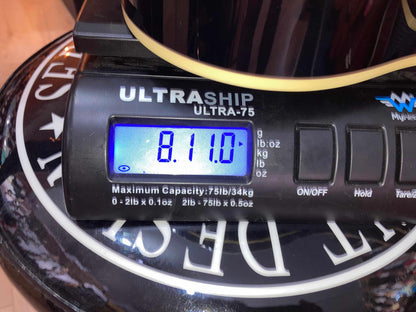 ULTRASHIP
ULTRA-75
8.11.0
g
lb:oz
kg
lb
oz
ON/OFF
Hold
Maximum Capacity:75lb/34kg
0 - 2lb x 0.1oz 2lb - 75lb x 0.5oz